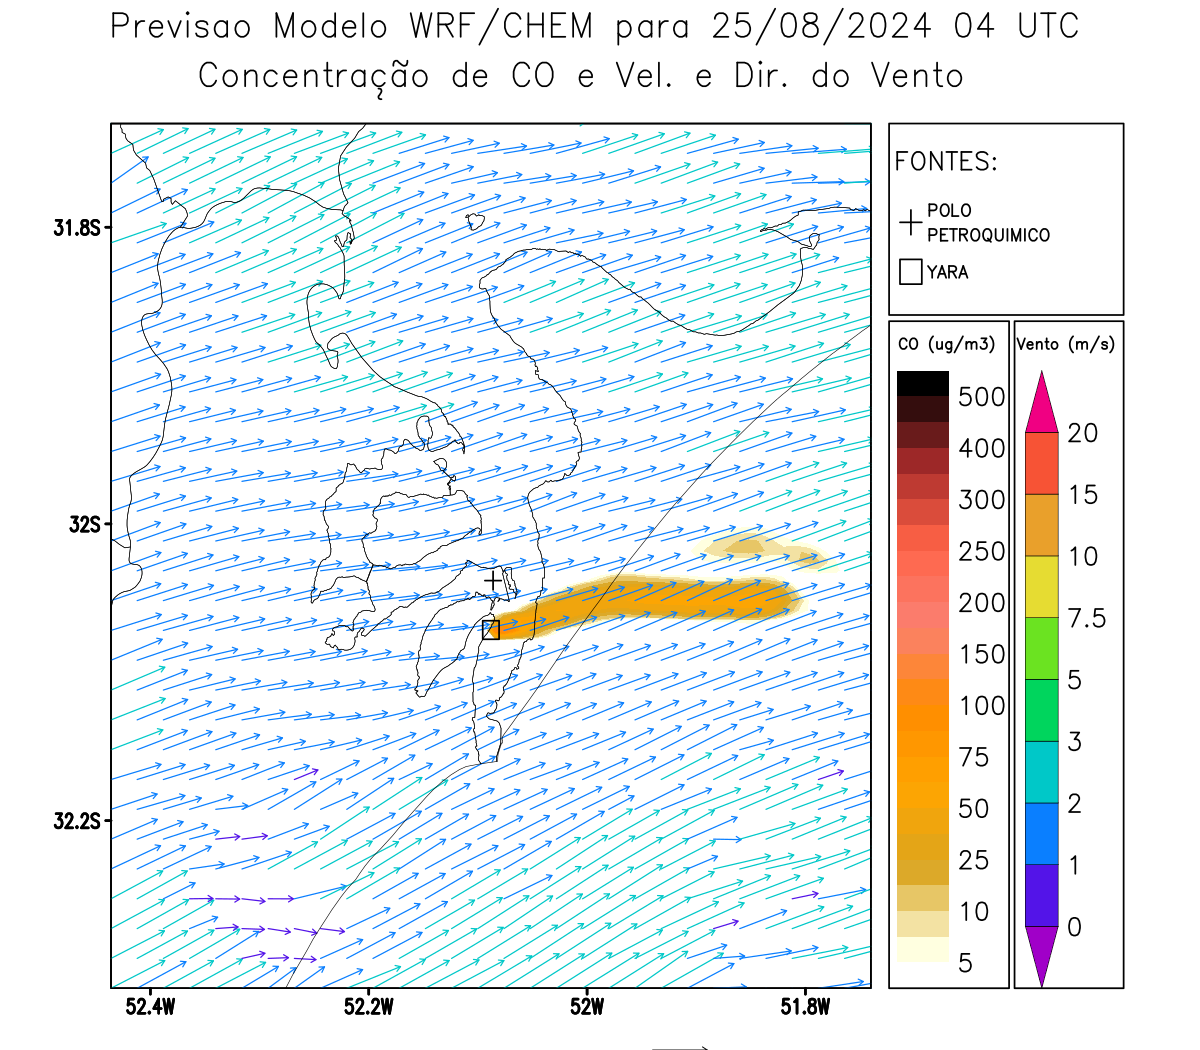 Previsao Modelo WRF/CHEM para 25/08/2024 04 UTC
Concentração de CO e Vel. e Dir. do Vento
FONTES:
POLO
PETROQUIMICO
YARA
CO (ug/m3)
500
400
300
250
200
150
100
75
50
25
10
5
Vento (m/s)
20
15
10
7.5
5
3
2
1
0
31.8S
32S
32.2S
52.4W
52.2W
52W
51.8W